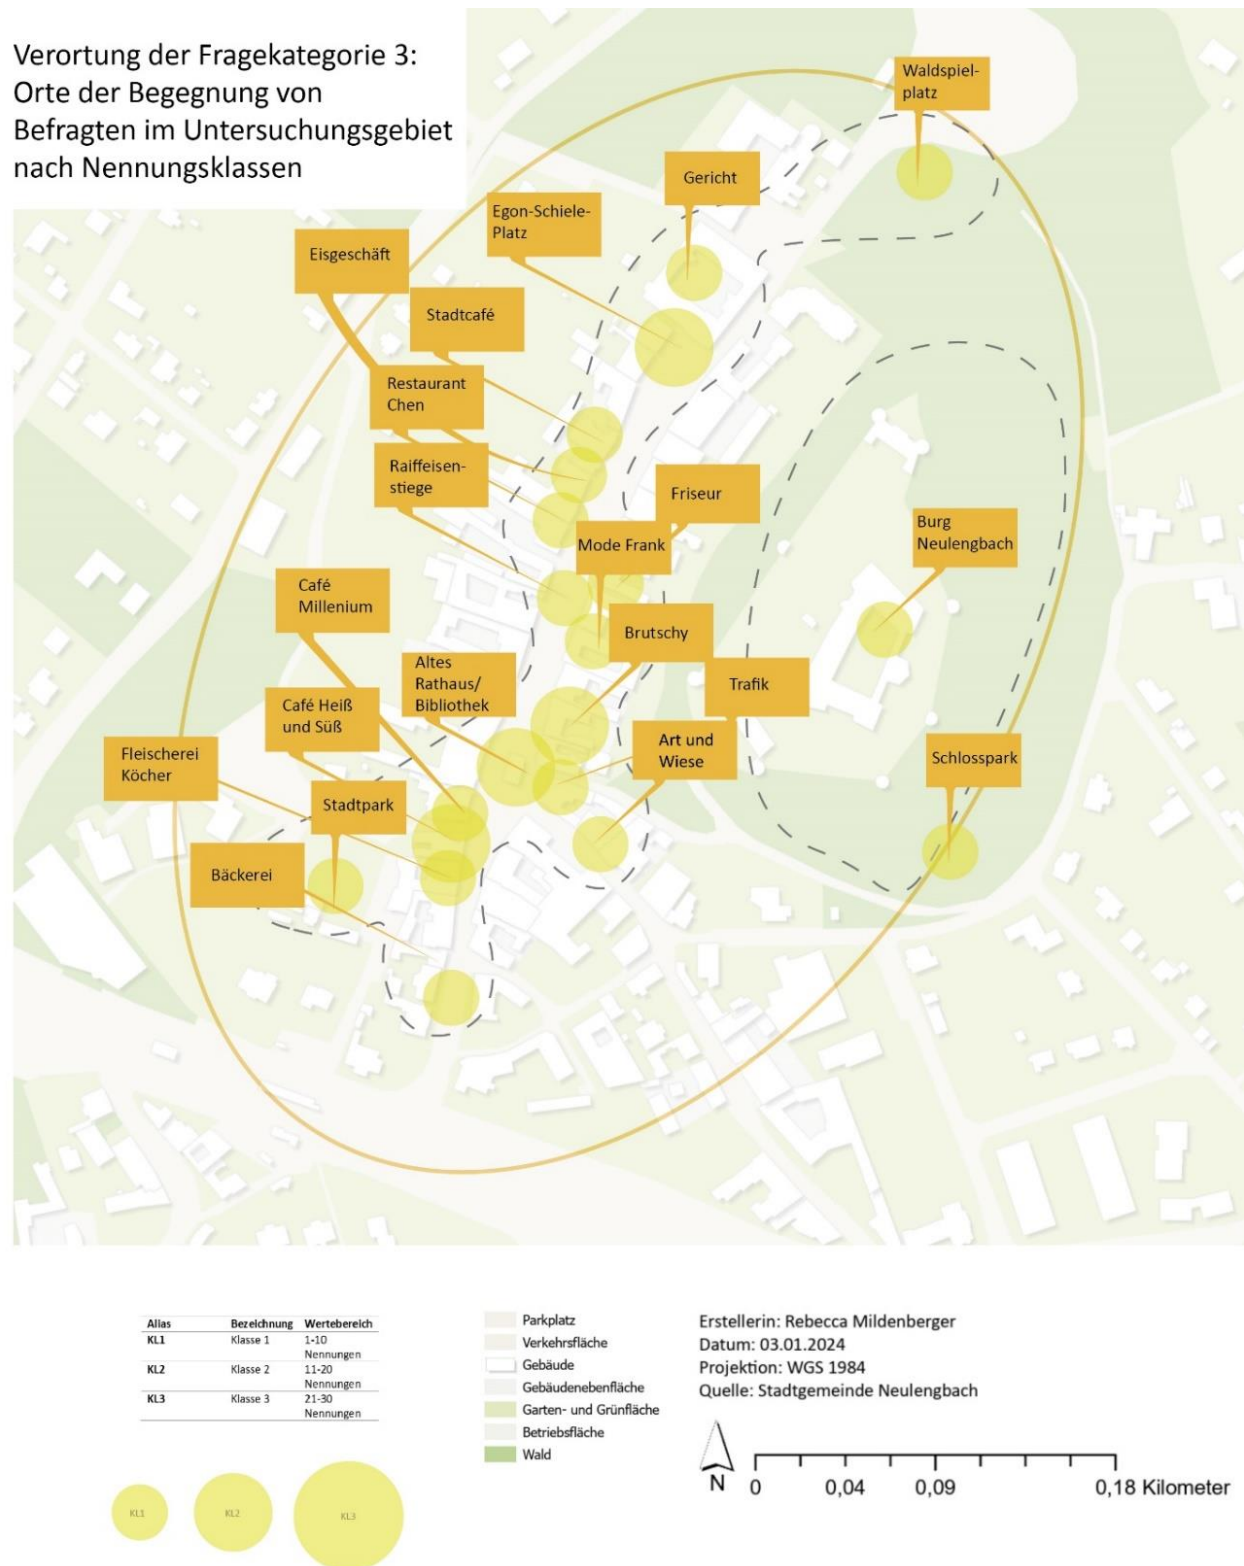 Verortung der Fragekategorie 3:
Orte der Begegnung von
Befragten im Untersuchungsgebiet
nach Nennungsklassen
Waldspiel-
platz
Gericht
Egon-Schiele-
Platz
Eisgeschäft
Stadtcafé
Restaurant
Chen
Raiffeisen-
stiege
Friseur
Mode Frank
Burg
Neulengbach
Café
Millenium
Brutschy
Altes
Rathaus/
Bibliothek
Trafik
Café Heiß
und Süß
Art und
Wiese
Fleischerei
Köcher
Schlosspark
Stadtpark
Bäckerei
Alias Bezeichnung Wertebereich
KL1 Klasse 1 1-10
Nennungen
KL2 Klasse 2 11-20
Nennungen
KL3 Klasse 3 21-30
Nennungen
KL1 KL2 KL3
Parkplatz
Verkehrsfläche
Gebäude
Gebäudenebenfläche
Garten- und Grünfläche
Betriebsfläche
Wald
Erstellerin: Rebecca Mildenberger
Datum: 03.01.2024
Projektion: WGS 1984
Quelle: Stadtgemeinde Neulengbach
N
0 0,04 0,09 0,18 Kilometer